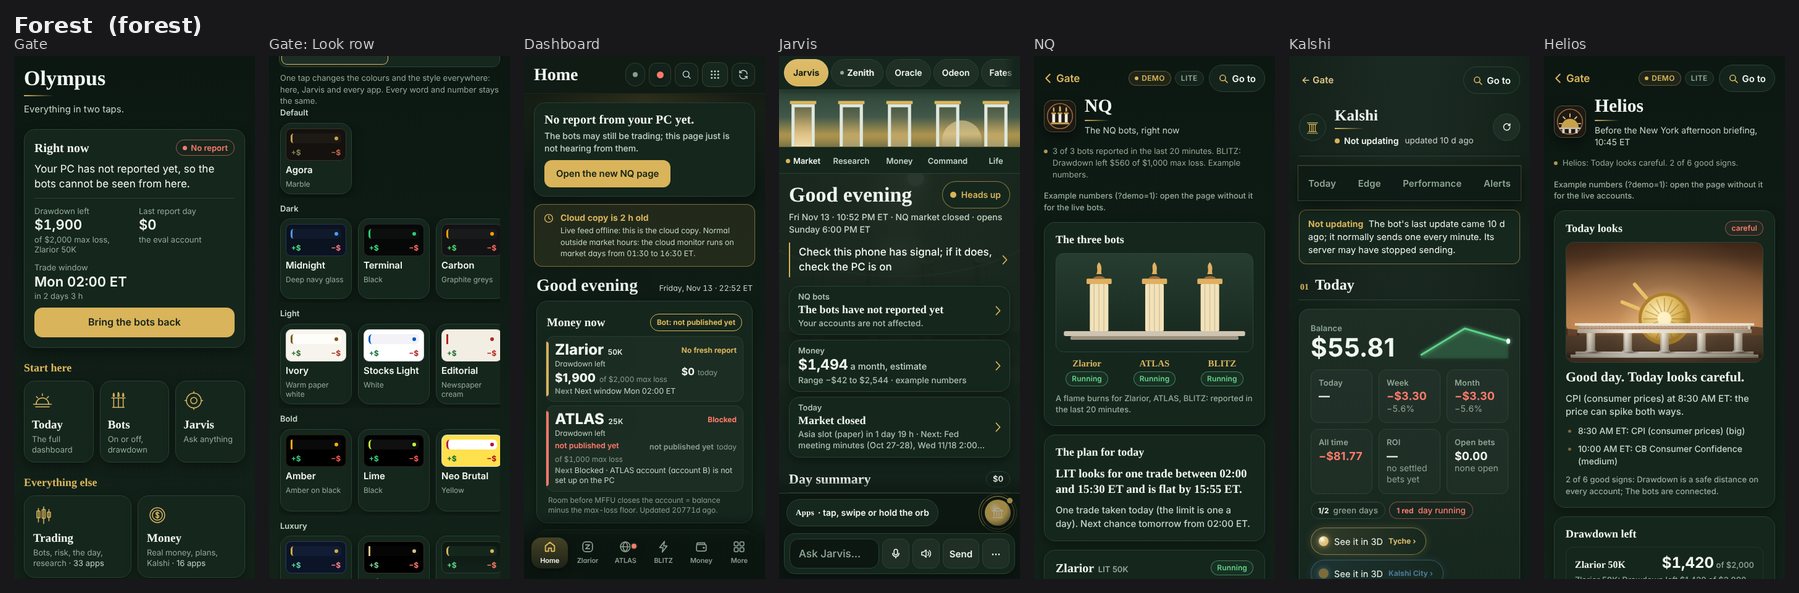 Forest (forest)
Gate
Olympus
Everything in two taps.
Right now
No report
Your PC has not reported yet, so the
bots cannot be seen from here.
Drawdown left
$1,900
of $2,000 max loss,
Zlarior 50K
Last report day
$0
the eval account
Trade window
Mon 02:00 ET
in 2 days 3 h
Bring the bots back
Start here
Today
The full
dashboard
Bots
On or off,
drawdown
Jarvis
Ask anything
Everything else
Trading
Bots, risk, the day,
research · 33 apps
Money
Real money, plans,
Kalshi · 16 apps
Gate: Look row
One tap changes the colours and the style everywhere:
here, Jarvis and every app. Every word and number stays
the same.
Default
+$ −$
Agora
Marble
Dark
+$ −$
Midnight
Deep navy glass
+$ −$
Terminal
Black
+$ −$
Carbon
Graphite greys
Light
+$ −$
Ivory
Warm paper
white
+$ −$
Stocks Light
White
+$ −$
Editorial
Newspaper
cream
Bold
+$ −$
Amber
Amber on black
+$ −$
Lime
Black
+$ −$
Neo Brutal
Yellow
Luxury
+$ −$
+$ −$
+$ −$
Dashboard
Home
No report from your PC yet.
The bots may still be trading; this page just is
not hearing from them.
Open the new NQ page
Cloud copy is 2 h old
Live feed offline: this is the cloud copy. Normal
outside market hours: the cloud monitor runs on
market days from 01:30 to 16:30 ET.
Good evening
Friday, Nov 13 · 22:52 ET
Money now
Bot: not published yet
Zlarior 50K
No fresh report
Drawdown left
$1,900 of $2,000 max loss
$0 today
Next Next window Mon 02:00 ET
ATLAS 25K
Blocked
Drawdown left
not published yet
not published yet today
of $1,000 max loss
Next Blocked · ATLAS account (account B) is not
set up on the PC
Room before MFFU closes the account = balance
minus the max-loss floor. Updated 20771d ago.
Home
Zlarior
ATLAS
BLITZ
Money
More
Jarvis
Jarvis
Zenith
Oracle
Odeon
Fates
Market
Research
Money
Command
Life
Good evening
Heads up
Fri Nov 13 · 10:52 PM ET · NQ market closed · opens
Sunday 6:00 PM ET
Check this phone has signal; if it does,
check the PC is on
NQ bots
The bots have not reported yet
Your accounts are not affected.
Money
$1,494 a month, estimate
Range −$42 to $2,544 · example numbers
Today
Market closed
Asia slot (paper) in 1 day 19 h · Next: Fed
meeting minutes (Oct 27-28), Wed 11/18 2:00...
Day summary
$0
Apps · tap, swipe or hold the orb
Ask Jarvis...
Send
NQ
Gate
DEMO
LITE
Go to
NQ
The NQ bots, right now
3 of 3 bots reported in the last 20 minutes. BLITZ:
Drawdown left $560 of $1,000 max loss. Example
numbers.
Example numbers (?demo=1): open the page without it
for the live bots.
The three bots
Zlarior
ATLAS
BLITZ
Running
Running
Running
A flame burns for Zlarior, ATLAS, BLITZ: reported in
the last 20 minutes.
The plan for today
LIT looks for one trade between 02:00
and 15:30 ET and is flat by 15:55 ET.
One trade taken today (the limit is one a
day). Next chance tomorrow from 02:00 ET.
Zlarior LIT 50K
Running
Kalshi
← Gate
Go to
Kalshi
Not updating updated 10 d ago
Today
Edge
Performance
Alerts
Not updating The bot's last update came 10 d
ago; it normally sends one every minute. Its
server may have stopped sending.
01 Today
Balance
$55.81
Today
—
Week
−$3.30
−5.6%
Month
−$3.30
−5.6%
All time
−$81.77
ROI
—
no settled
bets yet
Open bets
$0.00
none open
1/2 green days
1 red day running
See it in 3D Tyche ›
See it in 3D Kalshi City ›
Helios
Gate
DEMO
LITE
Go to
Helios
Before the New York afternoon briefing,
10:45 ET
Helios: Today looks careful. 2 of 6 good signs.
Example numbers (?demo=1): open the page without it
for the live accounts.
Today looks
careful
Good day. Today looks careful.
CPI (consumer prices) at 8:30 AM ET: the
price can spike both ways.
8:30 AM ET: CPI (consumer prices) (big)
10:00 AM ET: CB Consumer Confidence
(medium)
2 of 6 good signs: Drawdown is a safe distance on
every account; The bots are connected.
Drawdown left
Zlarior 50K
$1,420 of $2,000